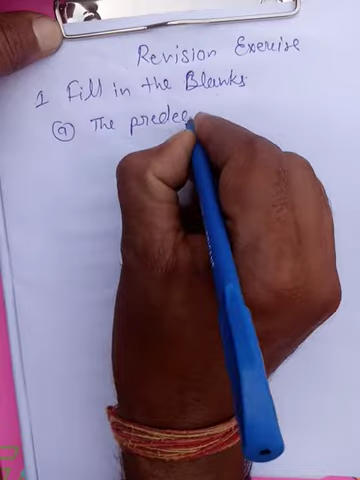 Revision Exercise
1 Fill in the Blanks
(a) The predec